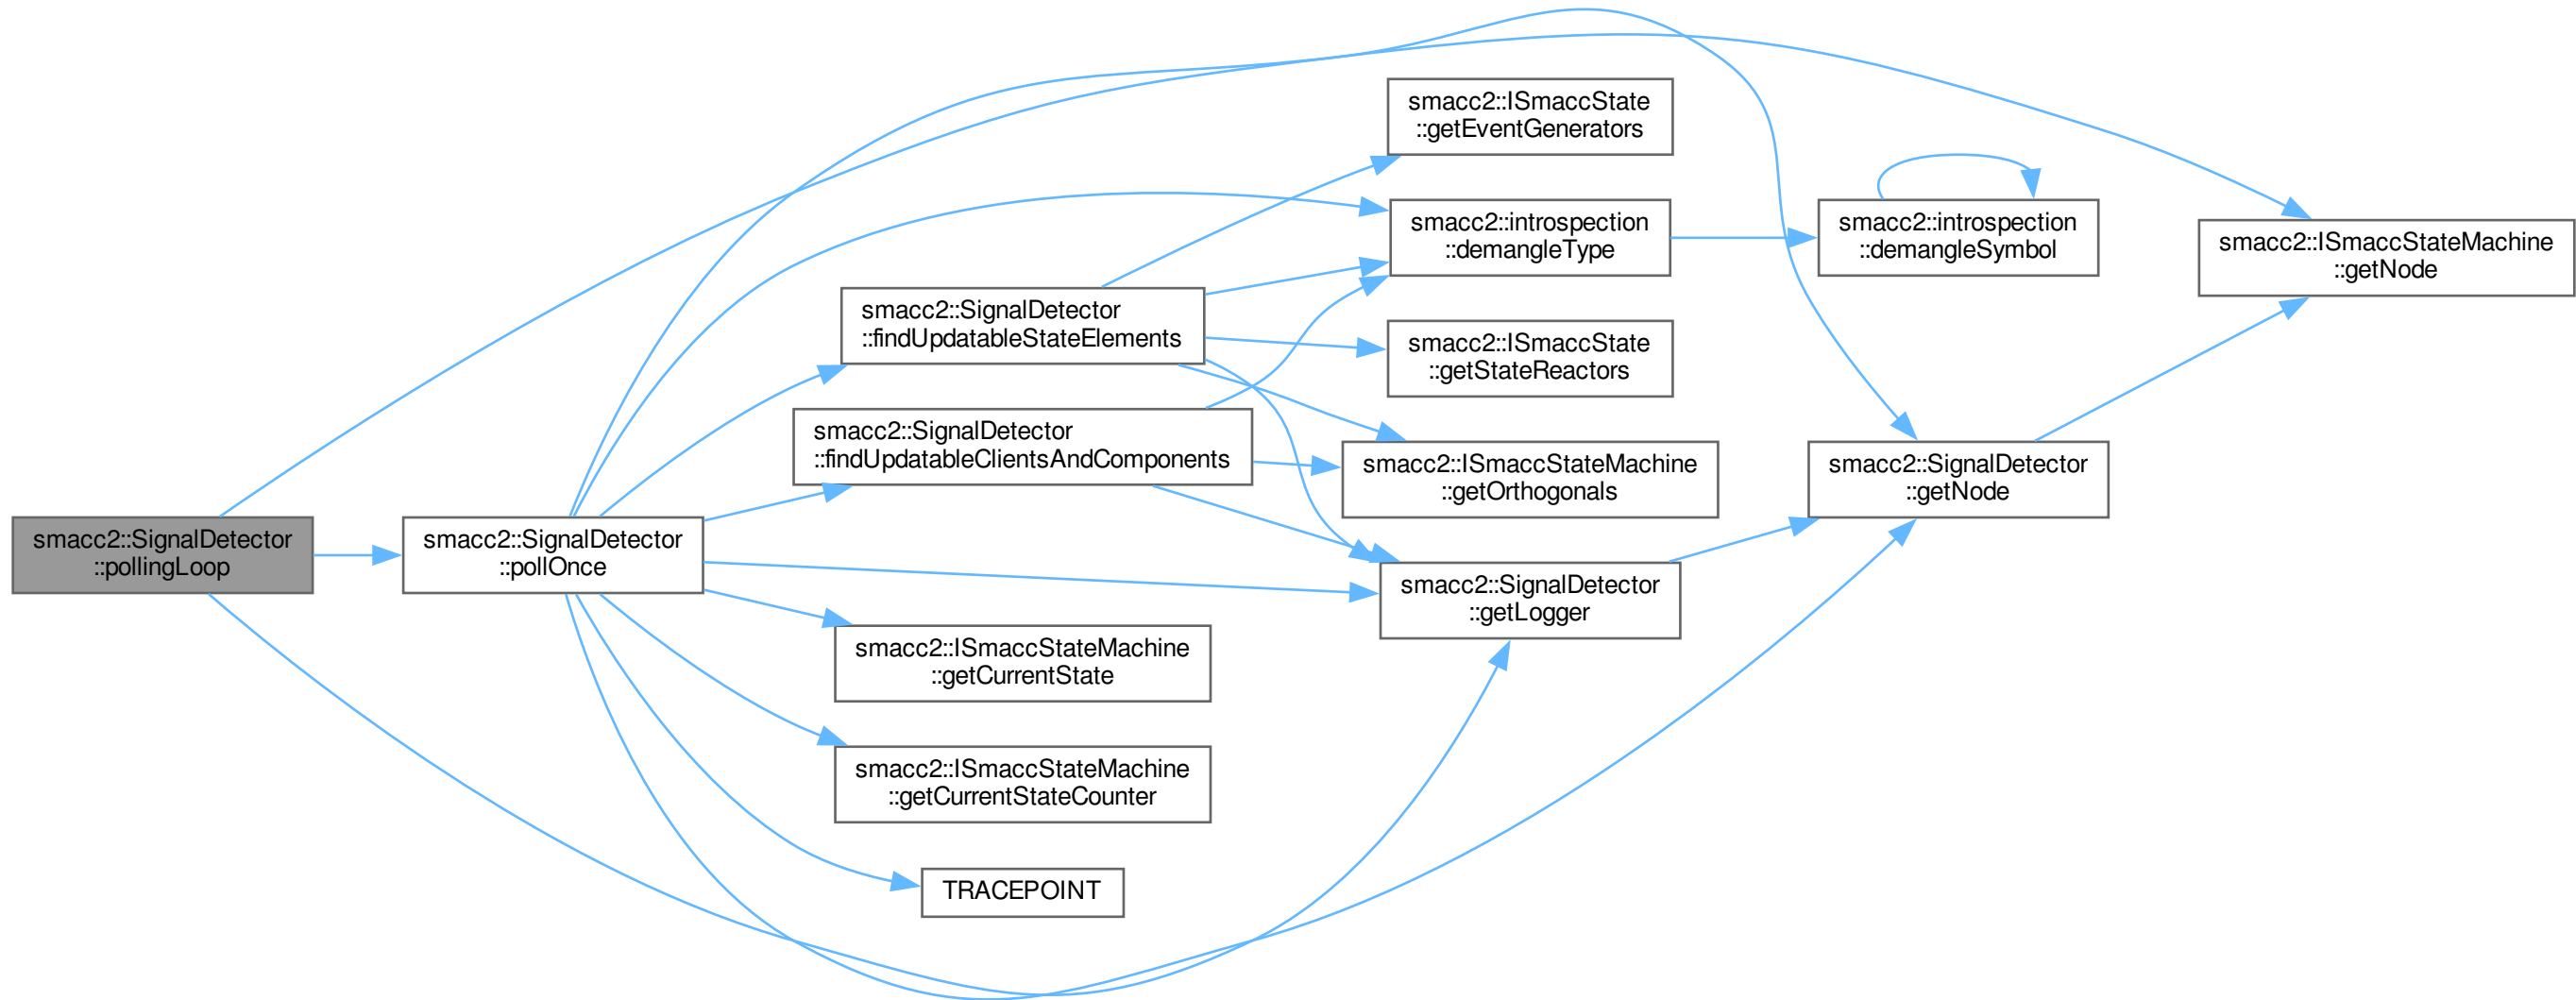 smacc2::SignalDetector
::pollingLoop
smacc2::SignalDetector
::pollOnce
smacc2::SignalDetector
::findUpdatableStateElements
smacc2::SignalDetector
::findUpdatableClientsAndComponents
smacc2::ISmaccStateMachine
::getCurrentState
smacc2::ISmaccStateMachine
::getCurrentStateCounter
TRACEPOINT
smacc2::ISmaccState
::getEventGenerators
smacc2::introspection
::demangleType
smacc2::ISmaccState
::getStateReactors
smacc2::ISmaccStateMachine
::getOrthogonals
smacc2::SignalDetector
::getLogger
smacc2::introspection
::demangleSymbol
smacc2::SignalDetector
::getNode
smacc2::ISmaccStateMachine
::getNode